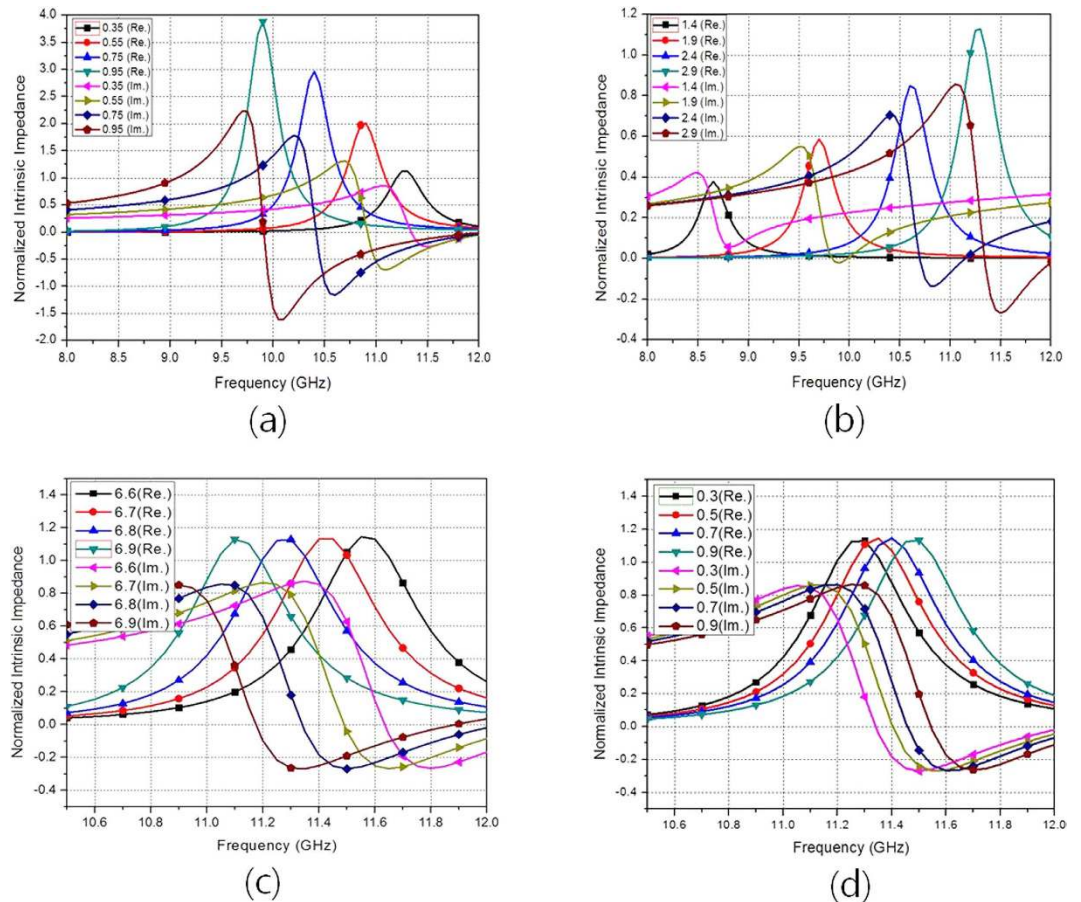 Normalized Intrinsic Impedance
4.0
3.5
3.0
2.5
2.0
1.5
1.0
0.5
0.0
-0.5
-1.0
-1.5
-2.0
0.35 (Re.)
0.55 (Re.)
0.75 (Re.)
0.95 (Re.)
0.35 (Im.)
0.55 (Im.)
0.75 (Im.)
0.95 (Im.)
8.0 8.5 9.0 9.5 10.0 10.5 11.0 11.5 12.0
Frequency (GHz)
(a)
Normalized Intrinsic Impedance
1.2
1.0
0.8
0.6
0.4
0.2
0.0
-0.2
-0.4
1.4 (Re.)
1.9 (Re.)
2.4 (Re.)
2.9 (Re.)
1.4 (Im.)
1.9 (Im.)
2.4 (Im.)
2.9 (Im.)
8.0 8.5 9.0 9.5 10.0 10.5 11.0 11.5 12.0
Frequency (GHz)
(b)
Normalized Intrinsic Impedance
1.4
1.2
1.0
0.8
0.6
0.4
0.2
0.0
-0.2
-0.4
6.6(Re.)
6.7(Re.)
6.8(Re.)
6.9(Re.)
6.6(Im.)
6.7(Im.)
6.8(Im.)
6.9(Im.)
10.6 10.8 11.0 11.2 11.4 11.6 11.8 12.0
Frequency (GHz)
(c)
Normalized Intrinsic Impedance
1.4
1.2
1.0
0.8
0.6
0.4
0.2
0.0
-0.2
-0.4
0.3(Re.)
0.5(Re.)
0.7(Re.)
0.9(Re.)
0.3(Im.)
0.5(Im.)
0.7(Im.)
0.9(Im.)
10.6 10.8 11.0 11.2 11.4 11.6 11.8 12.0
Frequency (GHz)
(d)